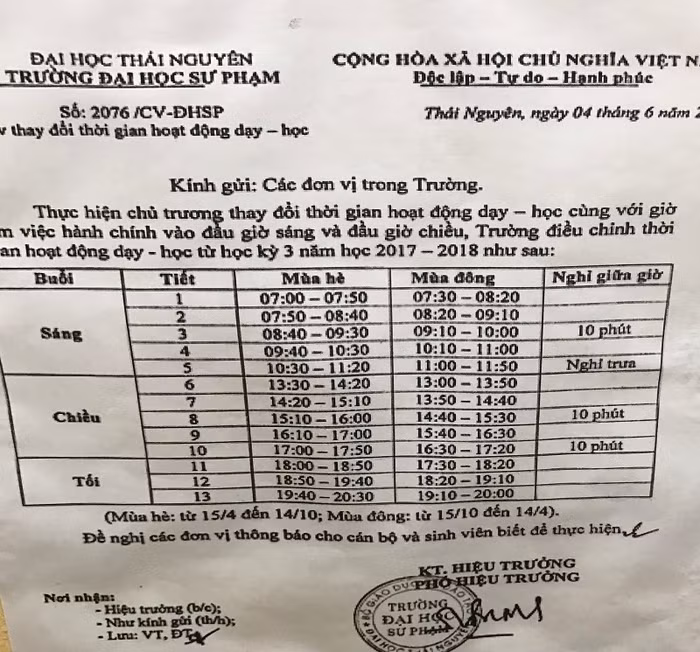 ĐẠI HỌC THÁI NGUYÊN
TRƯỜNG ĐẠI HỌC SƯ PHẠM
CỘNG HÒA XÃ HỘI CHỦ NGHĨA VIỆT
Độc lập – Tự do – Hạnh phúc
Số: 2076 /CV-ĐHSP
Thái Nguyên, ngày 04 tháng 6 năm
thay đổi thời gian hoạt động dạy – học
Kính gửi: Các đơn vị trong Trường.
Thực hiện chủ trương thay đổi thời gian hoạt động dạy – học cùng với giờ
việc hành chính vào đầu giờ sáng và đầu giờ chiều, Trường điều chỉnh thời
hoạt động dạy - học từ học kỳ 3 năm học 2017 – 2018 như sau:
Buổi Tiết Mùa hè Mùa đông Nghỉ giữa giờ
Sáng
1 07:00 – 07:50 07:30 – 08:20
2 07:50 – 08:40 08:20 – 09:10
3 08:40 – 09:30 09:10 – 10:00 10 phút
4 09:40 – 10:30 10:10 – 11:00
5 10:30 – 11:20 11:00 – 11:50 Nghỉ trưa
Chiều
6 13:30 – 14:20 13:00 – 13:50
7 14:20 – 15:10 13:50 – 14:40
8 15:10 – 16:00 14:40 – 15:30 10 phút
9 16:10 – 17:00 15:40 – 16:30
10 17:00 – 17:50 16:30 – 17:20 10 phút
Tối
11 18:00 – 18:50 17:30 – 18:20
12 18:50 – 19:40 18:20 – 19:10
13 19:40 – 20:30 19:10 – 20:00
(Mùa hè: từ 15/4 đến 14/10; Mùa đông: từ 15/10 đến 14/4).
Đề nghị các đơn vị thông báo cho cán bộ và sinh viên biết để thực hiện.
KT. HIỆU TRƯỞNG
PHÓ HIỆU TRƯỞNG
Nơi nhận:
- Hiệu trưởng (b/c);
- Như kính gửi (th/h);
- Lưu: VT, ĐT
TRƯỜNG
ĐẠI HỌC
SƯ PHẠM